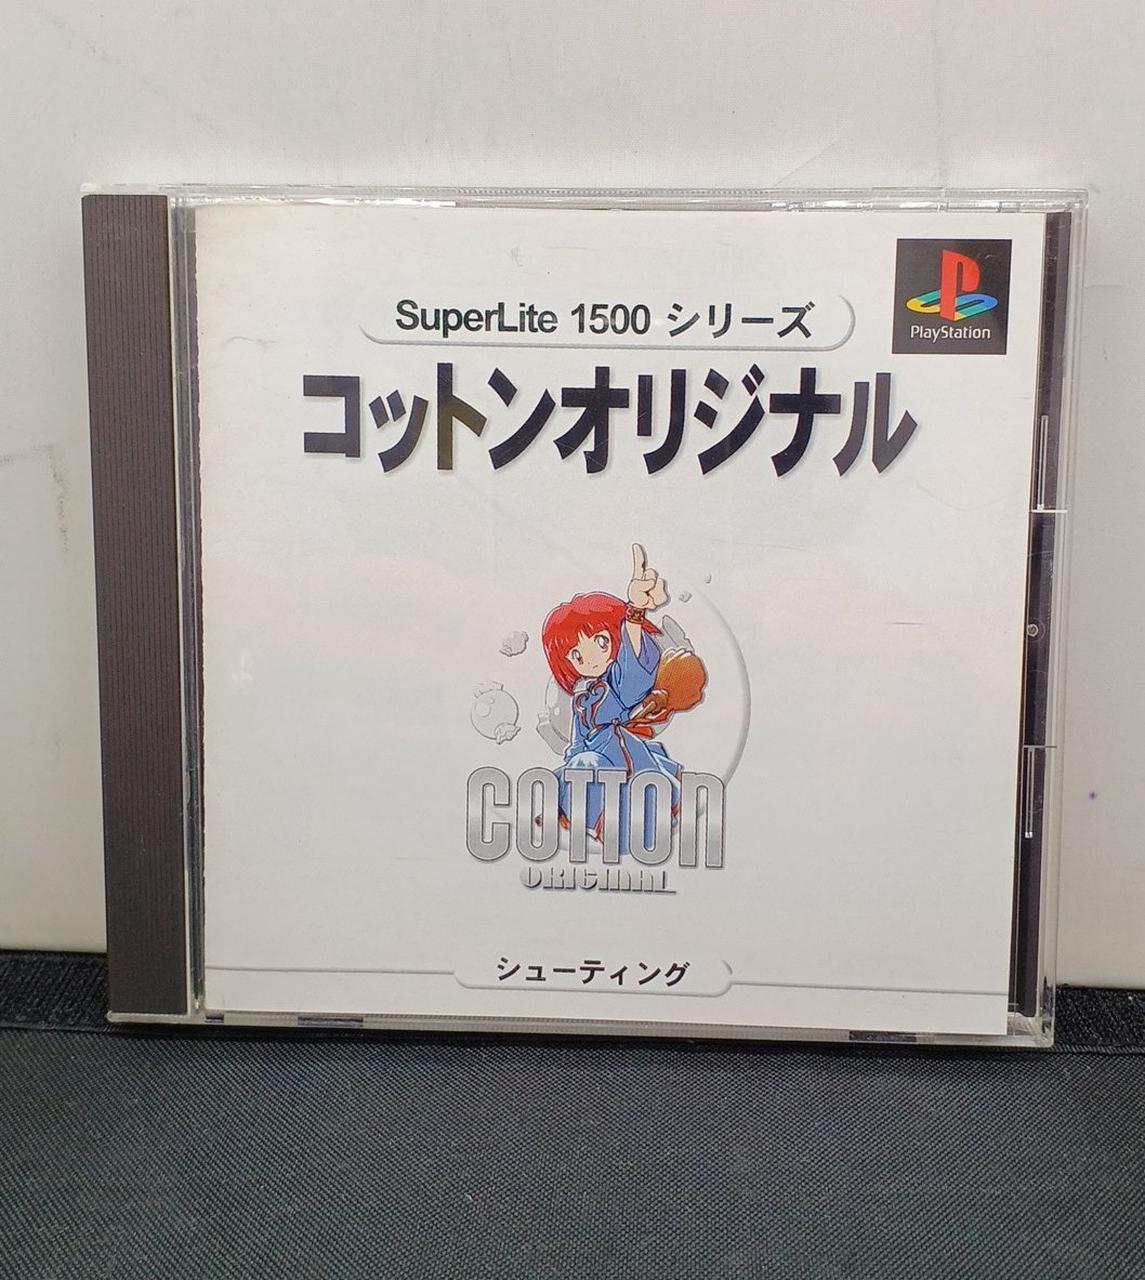 PlayStation
SuperLite 1500 シリーズ
コットンオリジナル
COTTON
ORIGINAL
シューティング